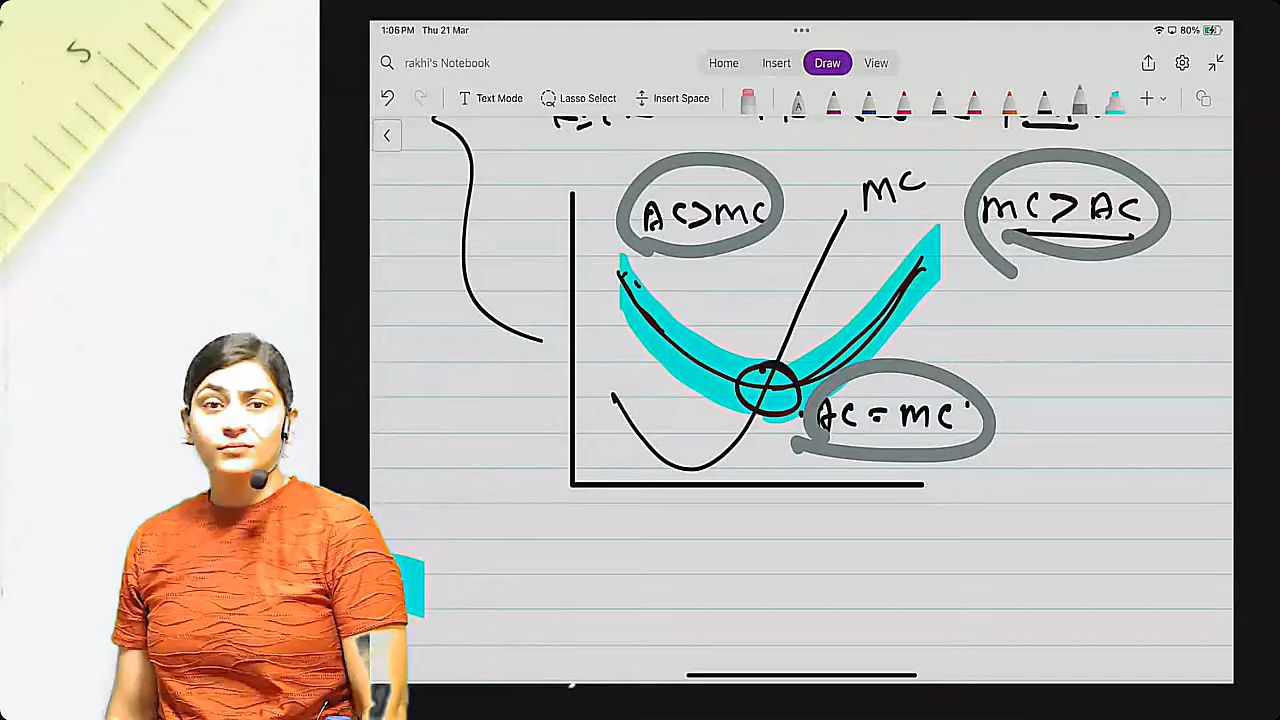 5
1:06 PM Thu 21 Mar 80%
rakhi's Notebook Home Insert Draw View
Text Mode Lasso Select Insert Space A
MC
AC>MC MC > AC
AC = MC